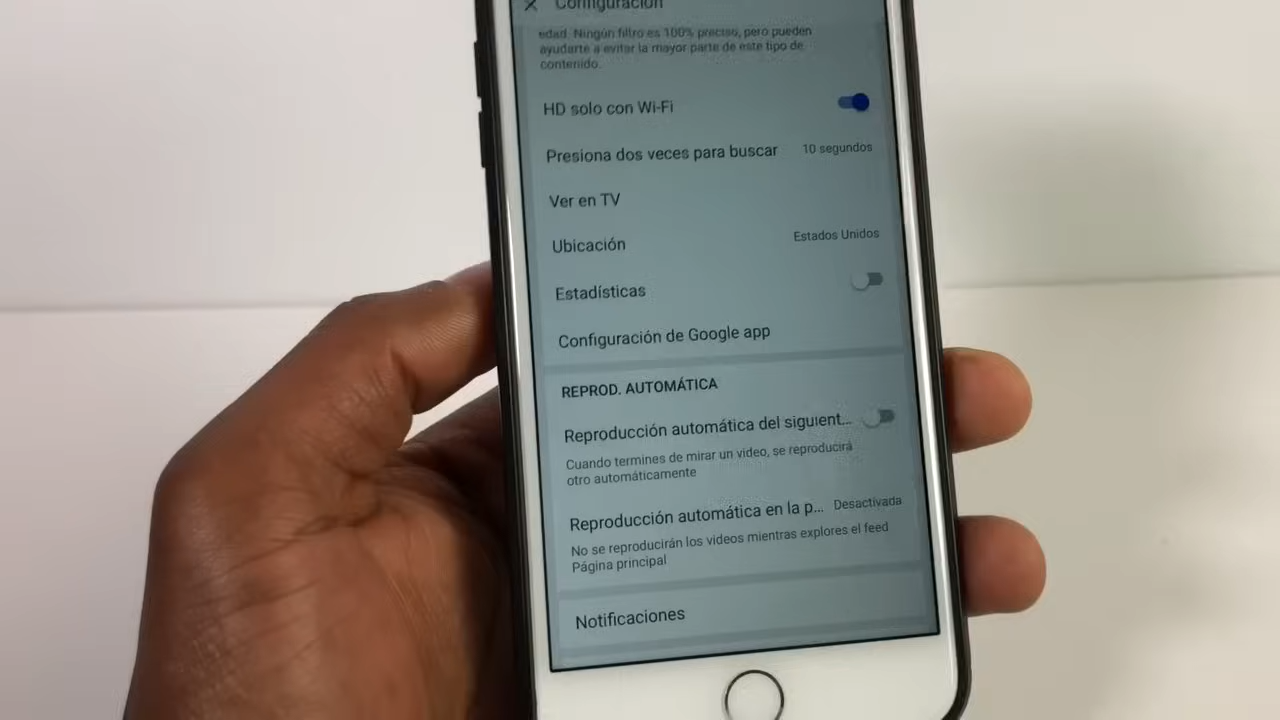 Configuración
edad. Ningún filtro es 100% preciso, pero pueden
ayudarte a evitar la mayor parte de este tipo de
contenido.
HD solo con Wi-Fi
Presiona dos veces para buscar 10 segundos
Ver en TV
Ubicación Estados Unidos
Estadísticas
Configuración de Google app
REPROD. AUTOMÁTICA
Reproducción automática del siguient...
Cuando termines de mirar un video, se reproducirá
otro automáticamente
Reproducción automática en la p... Desactivada
No se reproducirán los videos mientras explores el feed
Página principal
Notificaciones